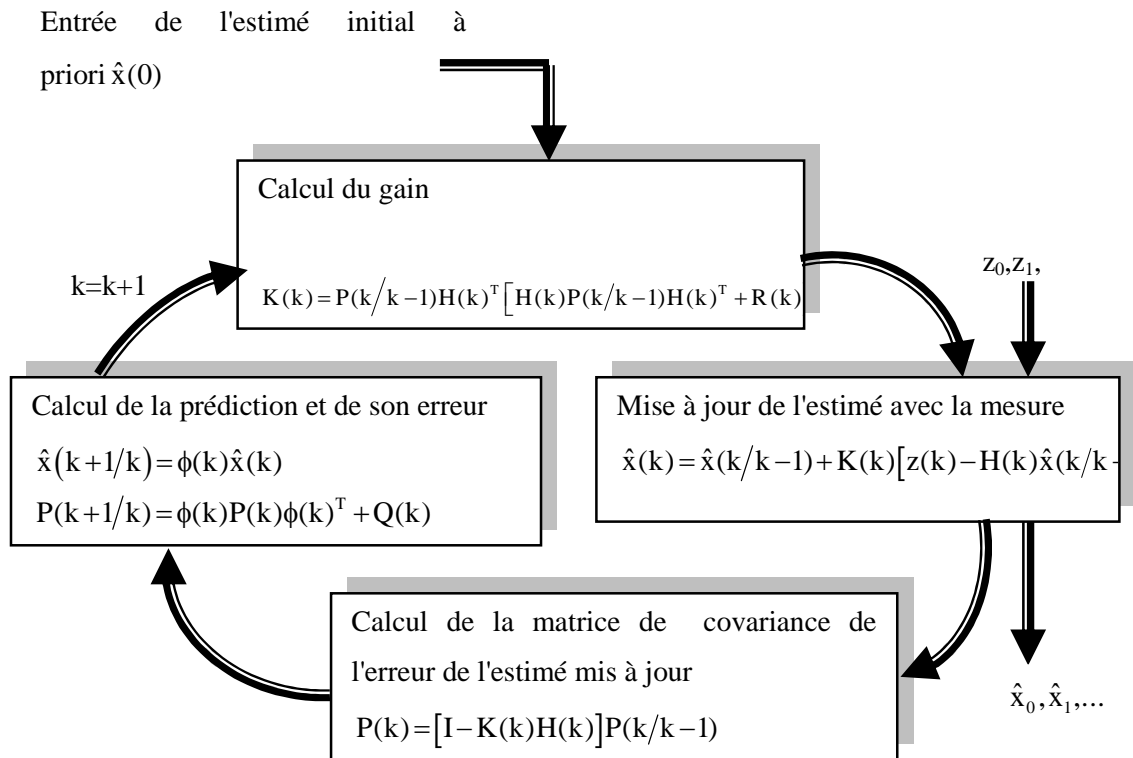 Entrée de l'estimé initial à
priori x̂(0)
Calcul du gain
K(k)=P(k/k−1)H(k)ᵀ[H(k)P(k/k−1)H(k)ᵀ+R(k)
k=k+1
z₀,z₁,
Calcul de la prédiction et de son erreur
x̂(k+1/k)=ϕ(k)x̂(k)
P(k+1/k)=ϕ(k)P(k)ϕ(k)ᵀ+Q(k)
Mise à jour de l'estimé avec la mesure
x̂(k)=x̂(k/k−1)+K(k)[z(k)−H(k)x̂(k/k−
Calcul de la matrice de covariance de
l'erreur de l'estimé mis à jour
P(k)=[I−K(k)H(k)]P(k/k−1)
x̂₀,x̂₁,...